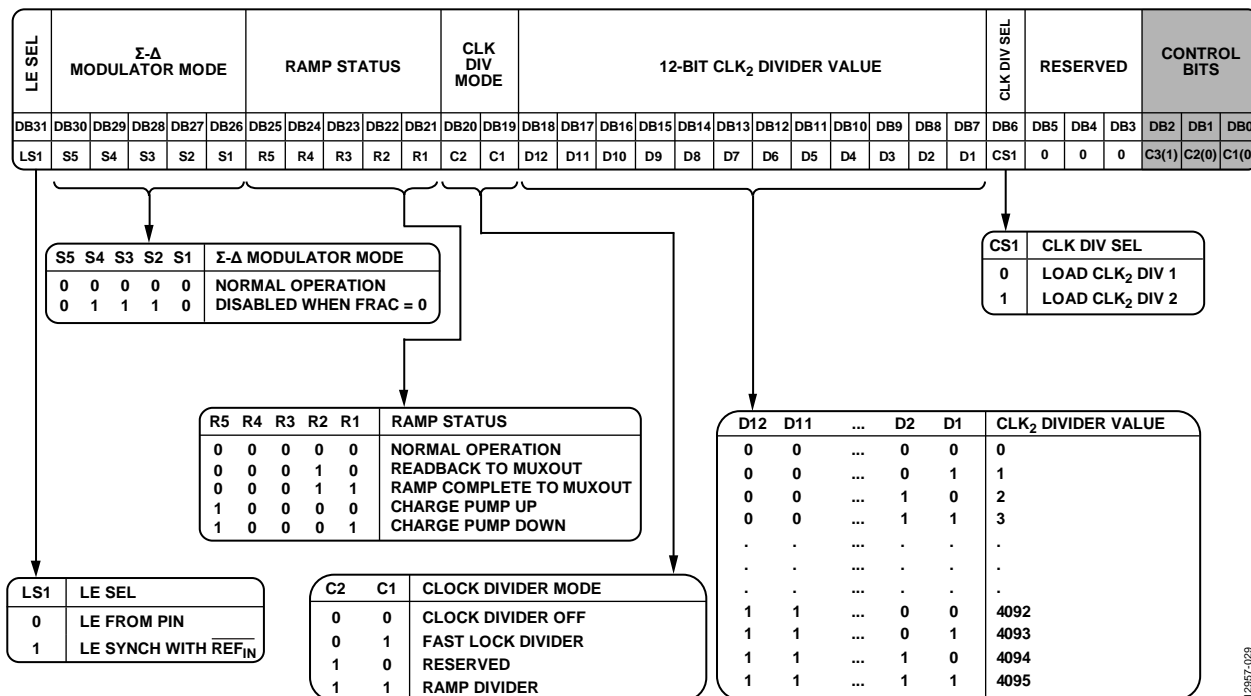 LE SEL
Σ-Δ MODULATOR MODE
RAMP STATUS
CLK DIV MODE
12-BIT CLK2 DIVIDER VALUE
CLK DIV SEL
RESERVED
CONTROL BITS
DB31 DB30 DB29 DB28 DB27 DB26 DB25 DB24 DB23 DB22 DB21 DB20 DB19 DB18 DB17 DB16 DB15 DB14 DB13 DB12 DB11 DB10 DB9 DB8 DB7 DB6 DB5 DB4 DB3 DB2 DB1 DB0
LS1 S5 S4 S3 S2 S1 R5 R4 R3 R2 R1 C2 C1 D12 D11 D10 D9 D8 D7 D6 D5 D4 D3 D2 D1 CS1 0 0 0 C3(1) C2(0) C1(0
S5 S4 S3 S2 S1 Σ-Δ MODULATOR MODE
0 0 0 0 0 NORMAL OPERATION
0 1 1 1 0 DISABLED WHEN FRAC = 0
CS1 CLK DIV SEL
0 LOAD CLK2 DIV 1
1 LOAD CLK2 DIV 2
R5 R4 R3 R2 R1 RAMP STATUS
0 0 0 0 0 NORMAL OPERATION
0 0 0 1 0 READBACK TO MUXOUT
0 0 0 1 1 RAMP COMPLETE TO MUXOUT
1 0 0 0 0 CHARGE PUMP UP
1 0 0 0 1 CHARGE PUMP DOWN
D12 D11 ... D2 D1 CLK2 DIVIDER VALUE
0 0 ... 0 0 0
0 0 ... 0 1 1
0 0 ... 1 0 2
0 0 ... 1 1 3
. . ... . . .
. . ... . . .
. . ... . . .
1 1 ... 0 0 4092
1 1 ... 0 1 4093
1 1 ... 1 0 4094
1 1 ... 1 1 4095
LS1 LE SEL
0 LE FROM PIN
1 LE SYNCH WITH REFIN
C2 C1 CLOCK DIVIDER MODE
0 0 CLOCK DIVIDER OFF
0 1 FAST LOCK DIVIDER
1 0 RESERVED
1 1 RAMP DIVIDER